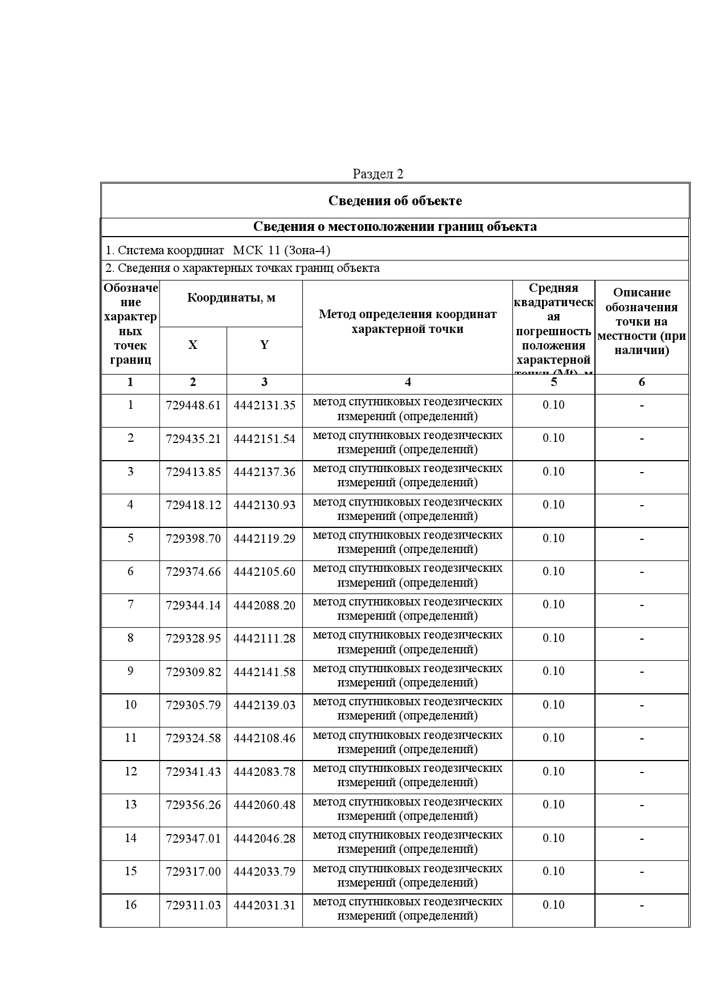 Раздел 2
Сведения об объекте
Сведения о местоположении границ объекта
1. Система координат МСК 11 (Зона-4)
2. Сведения о характерных точках границ объекта
Обозначе
ние
характер
ных
точек
границ
Координаты, м
X
Y
Метод определения координат
характерной точки
Средняя
квадратическ
ая
погрешность
положения
характерной
точки (Mt), м
Описание
обозначения
точки на
местности (при
наличии)
1 2 3 4 5 6
1 729448.61 4442131.35 метод спутниковых геодезических
измерений (определений) 0.10 -
2 729435.21 4442151.54 метод спутниковых геодезических
измерений (определений) 0.10 -
3 729413.85 4442137.36 метод спутниковых геодезических
измерений (определений) 0.10 -
4 729418.12 4442130.93 метод спутниковых геодезических
измерений (определений) 0.10 -
5 729398.70 4442119.29 метод спутниковых геодезических
измерений (определений) 0.10 -
6 729374.66 4442105.60 метод спутниковых геодезических
измерений (определений) 0.10 -
7 729344.14 4442088.20 метод спутниковых геодезических
измерений (определений) 0.10 -
8 729328.95 4442111.28 метод спутниковых геодезических
измерений (определений) 0.10 -
9 729309.82 4442141.58 метод спутниковых геодезических
измерений (определений) 0.10 -
10 729305.79 4442139.03 метод спутниковых геодезических
измерений (определений) 0.10 -
11 729324.58 4442108.46 метод спутниковых геодезических
измерений (определений) 0.10 -
12 729341.43 4442083.78 метод спутниковых геодезических
измерений (определений) 0.10 -
13 729356.26 4442060.48 метод спутниковых геодезических
измерений (определений) 0.10 -
14 729347.01 4442046.28 метод спутниковых геодезических
измерений (определений) 0.10 -
15 729317.00 4442033.79 метод спутниковых геодезических
измерений (определений) 0.10 -
16 729311.03 4442031.31 метод спутниковых геодезических
измерений (определений) 0.10 -